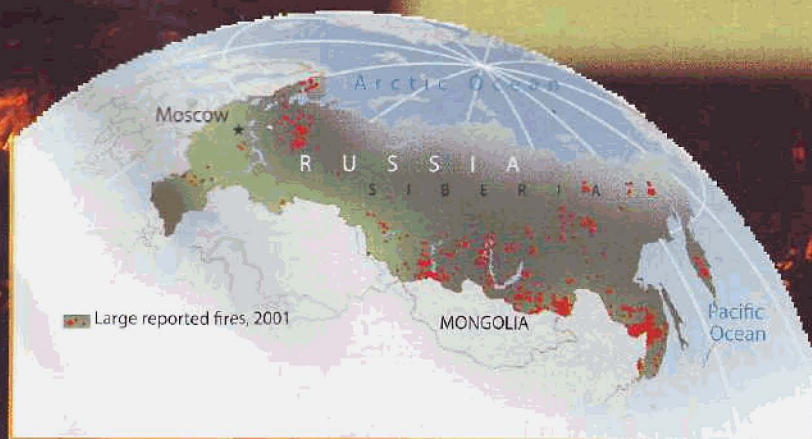 Arctic Ocean
Moscow
RUSSIA
SIBERIA
Large reported fires, 2001
MONGOLIA
Pacific
Ocean